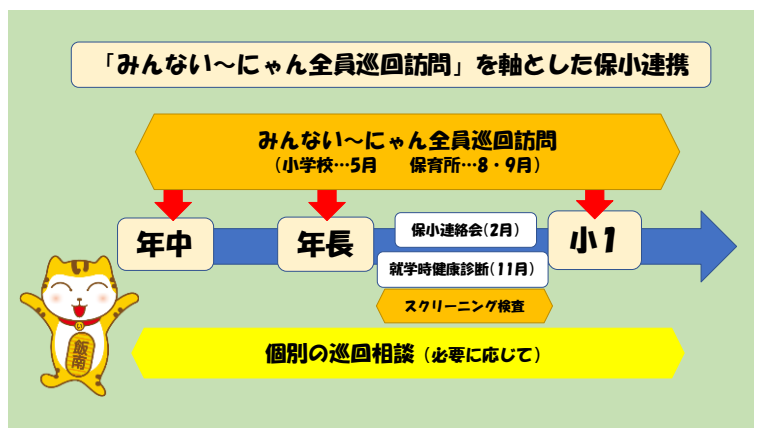 「みんない～にゃん全員巡回訪問」を軸とした保小連携
みんない～にゃん全員巡回訪問
（小学校…5月　　保育所…8・9月）
年中
年長
保小連絡会(2月)
就学時健康診断(11月)
スクリーニング検査
小1
い
飯南
個別の巡回相談（必要に応じて）